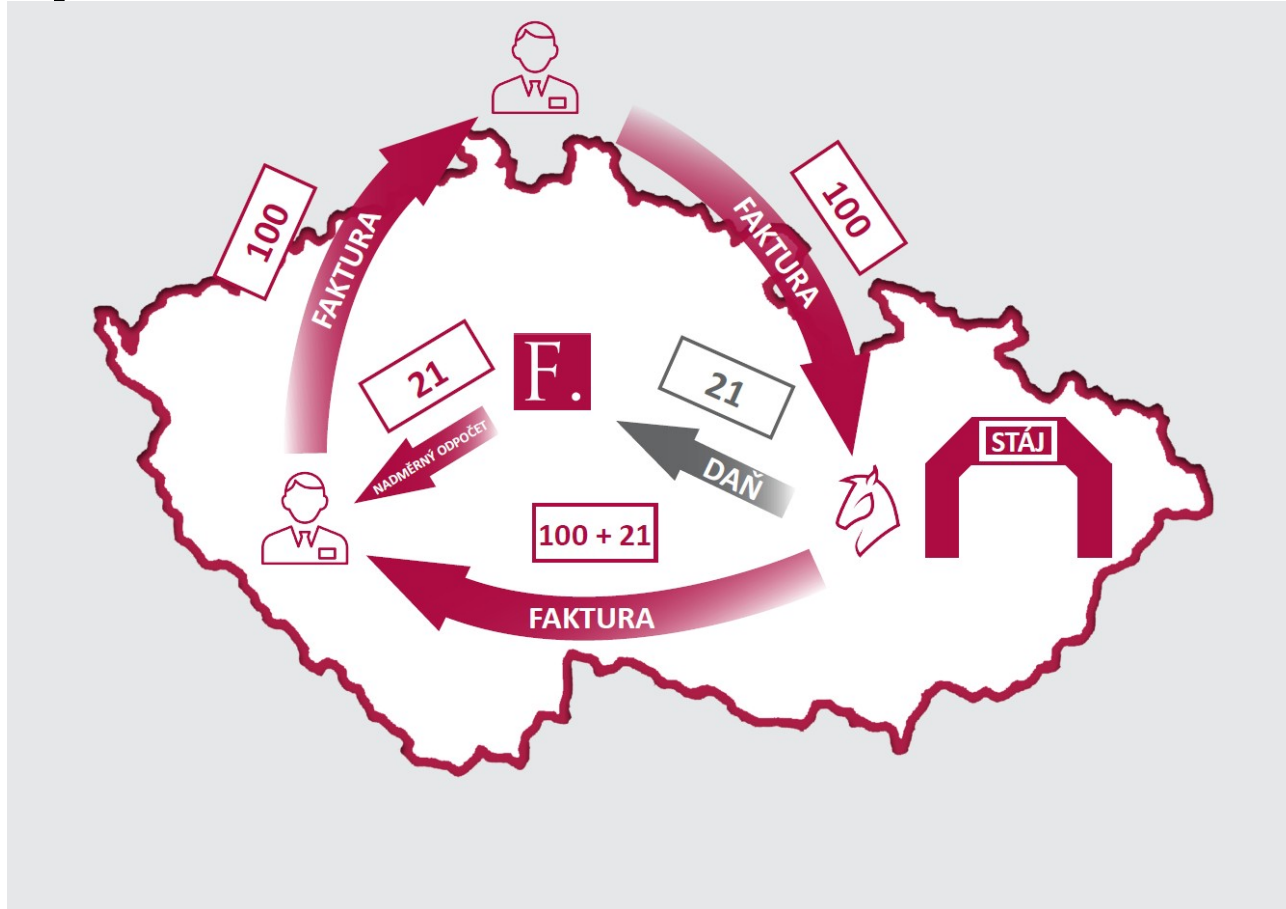 100
FAKTURA
100
FAKTURA
21
F.
21
NADMĚRNÝ ODPOČET
DAŇ
STÁJ
100 + 21
FAKTURA